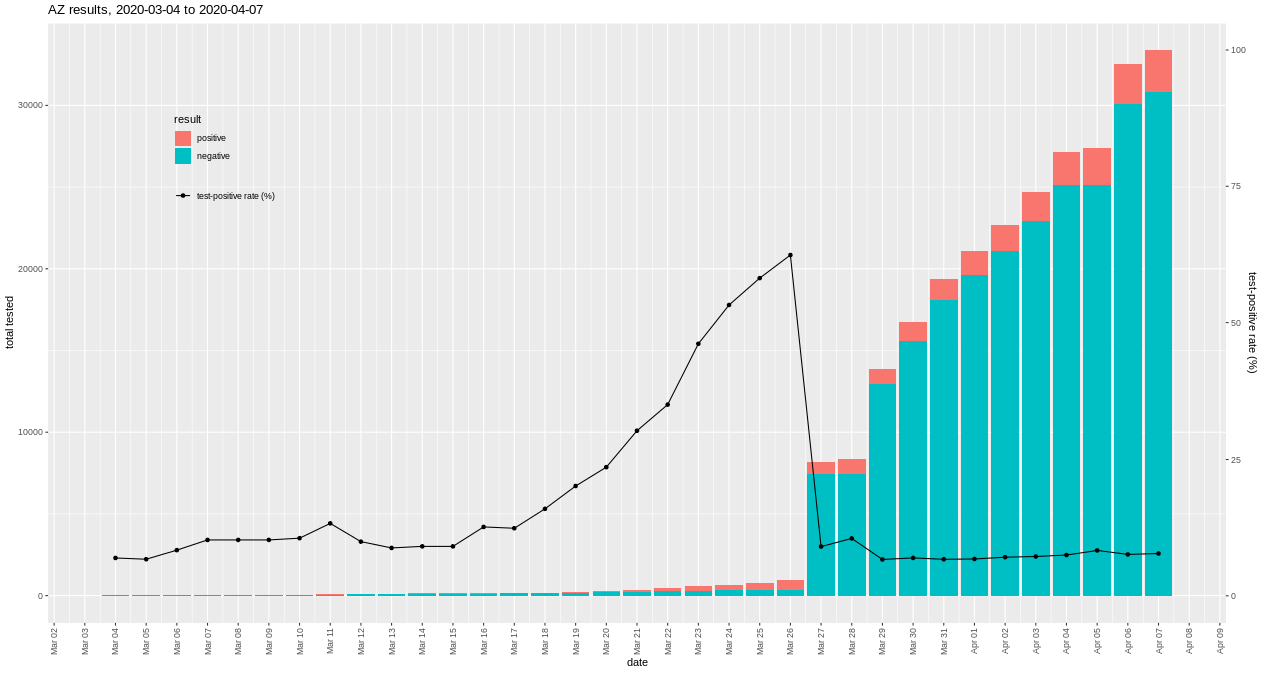 AZ results, 2020-03-04 to 2020-04-07
total tested
30000
20000
10000
0
result
positive
negative
test-positive rate (%)
100
75
50
25
0
test-positive rate (%)
Mar 02
Mar 03
Mar 04
Mar 05
Mar 06
Mar 07
Mar 08
Mar 09
Mar 10
Mar 11
Mar 12
Mar 13
Mar 14
Mar 15
Mar 16
Mar 17
Mar 18
Mar 19
Mar 20
Mar 21
Mar 22
Mar 23
Mar 24
Mar 25
Mar 26
Mar 27
Mar 28
Mar 29
Mar 30
Mar 31
Apr 01
Apr 02
Apr 03
Apr 04
Apr 05
Apr 06
Apr 07
Apr 08
Apr 09
date